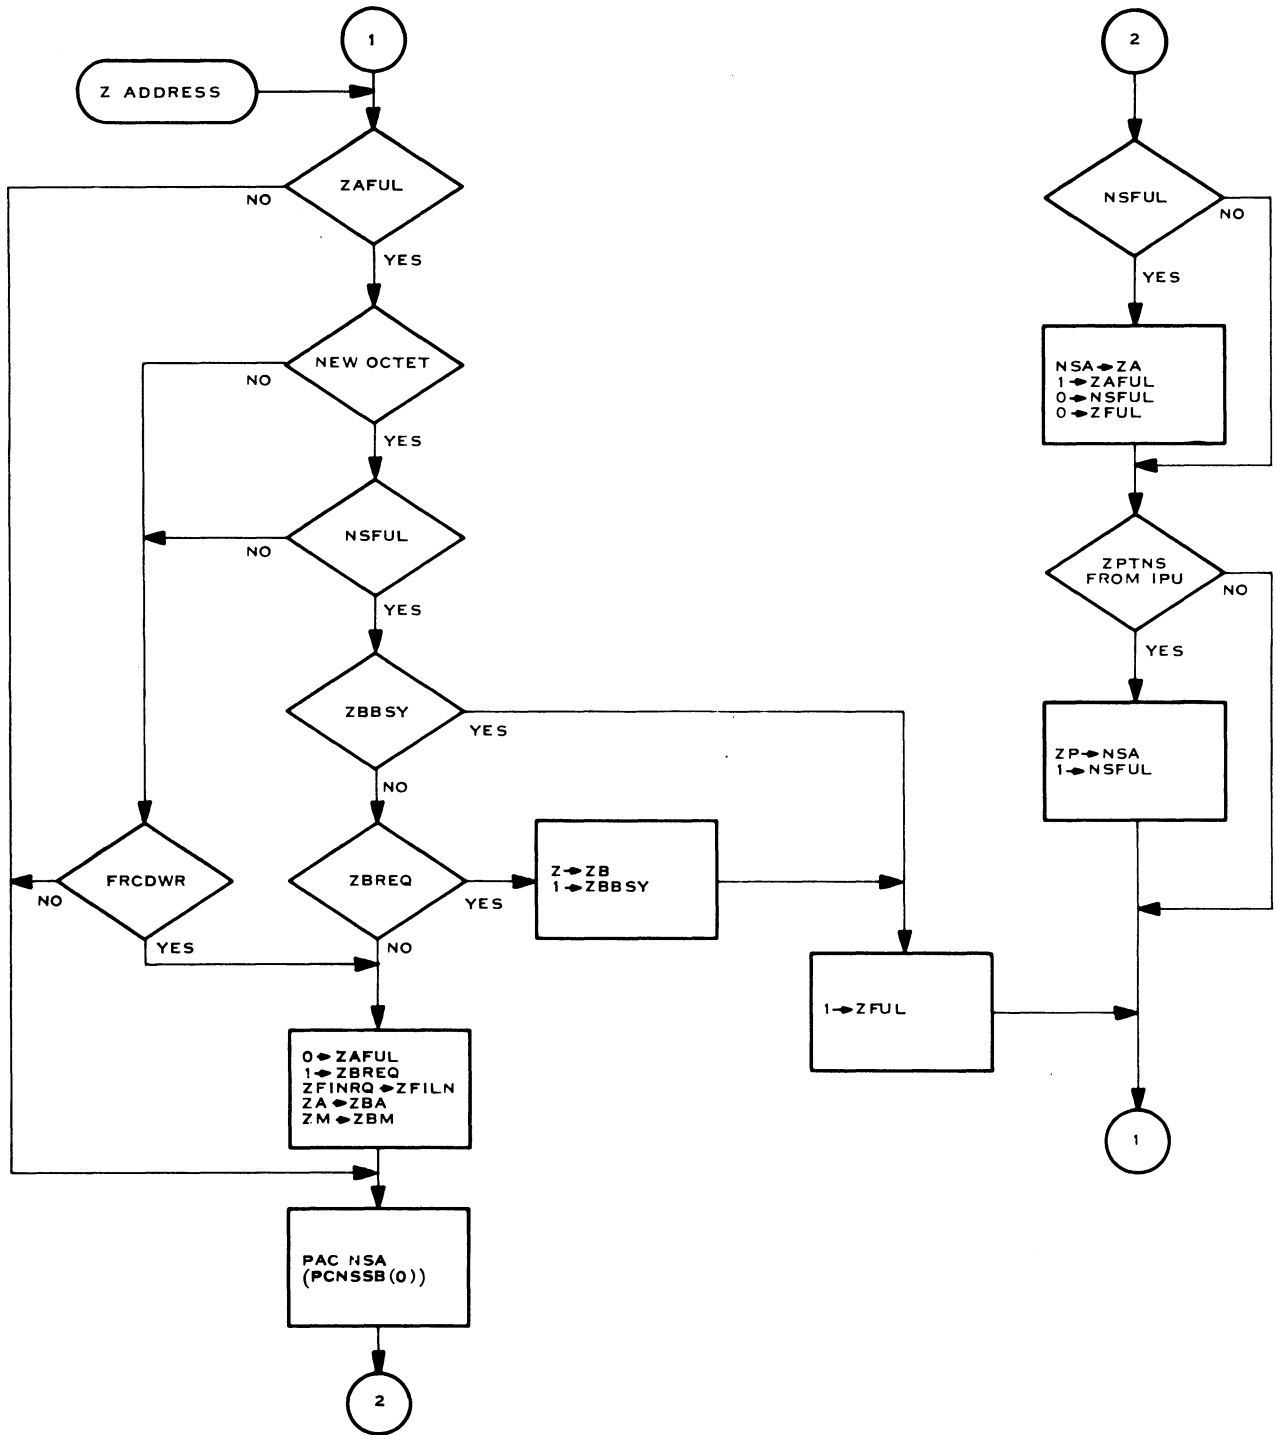 1
Z ADDRESS
ZAFUL
NO
YES
NEW OCTET
NO
YES
NSFUL
NO
YES
ZBBSY
YES
NO
FRCDWR
NO
YES
ZBREQ
YES
NO
Z→ZB
1→ZBBSY
1→ZFUL
0→ZAFUL
1→ZBREQ
ZFINRQ→ZFILN
ZA→ZBA
ZM→ZBM
PAC NSA
(PCNSSB(0))
2
2
NSFUL
NO
YES
NSA→ZA
1→ZAFUL
0→NSFUL
0→ZFUL
ZPTNS
FROM IPU
NO
YES
ZP→NSA
1→NSFUL
1